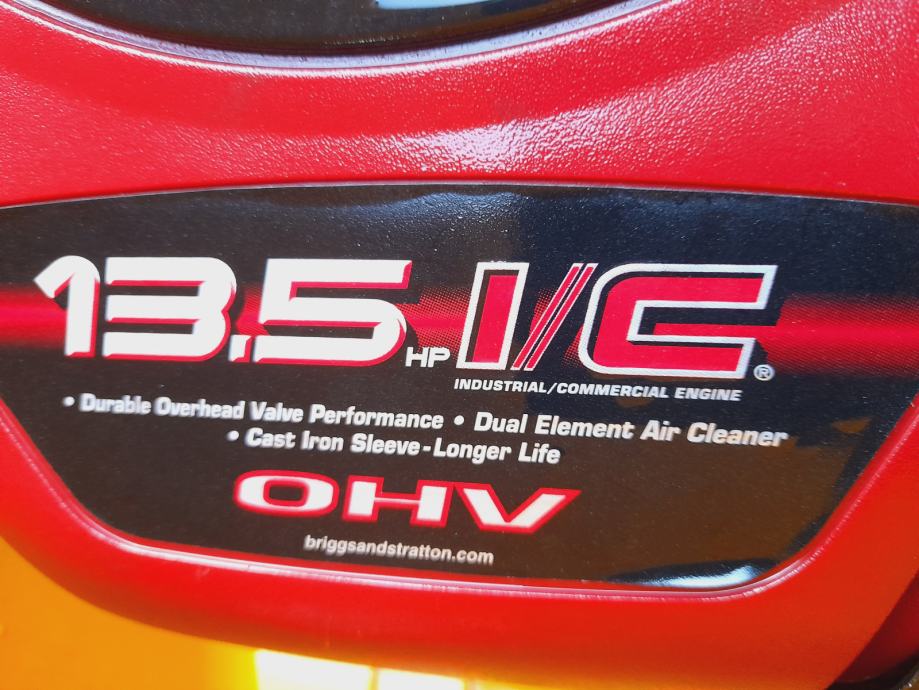 13.5 HP I/C®
INDUSTRIAL/COMMERCIAL ENGINE
• Durable Overhead Valve Performance • Dual Element Air Cleaner
• Cast Iron Sleeve-Longer Life
OHV
briggsandstratton.com